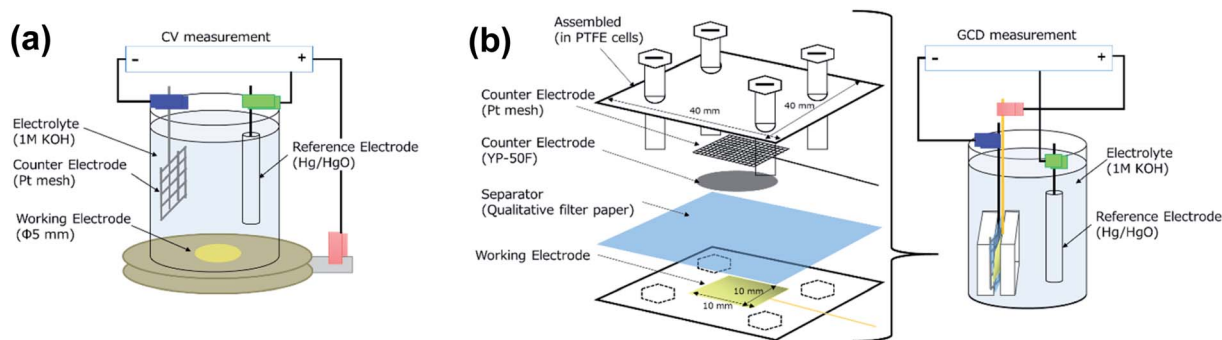 (a)
CV measurement
-
+
Electrolyte
(1M KOH)
Counter Electrode
(Pt mesh)
Reference Electrode
(Hg/HgO)
Working Electrode
(Φ5 mm)
(b)
Assembled
(in PTFE cells)
40 mm
40 mm
Counter Electrode
(Pt mesh)
Counter Electrode
(YP-50F)
Separator
(Qualitative filter paper)
Working Electrode
10 mm
10 mm
GCD measurement
-
+
Electrolyte
(1M KOH)
Reference Electrode
(Hg/HgO)